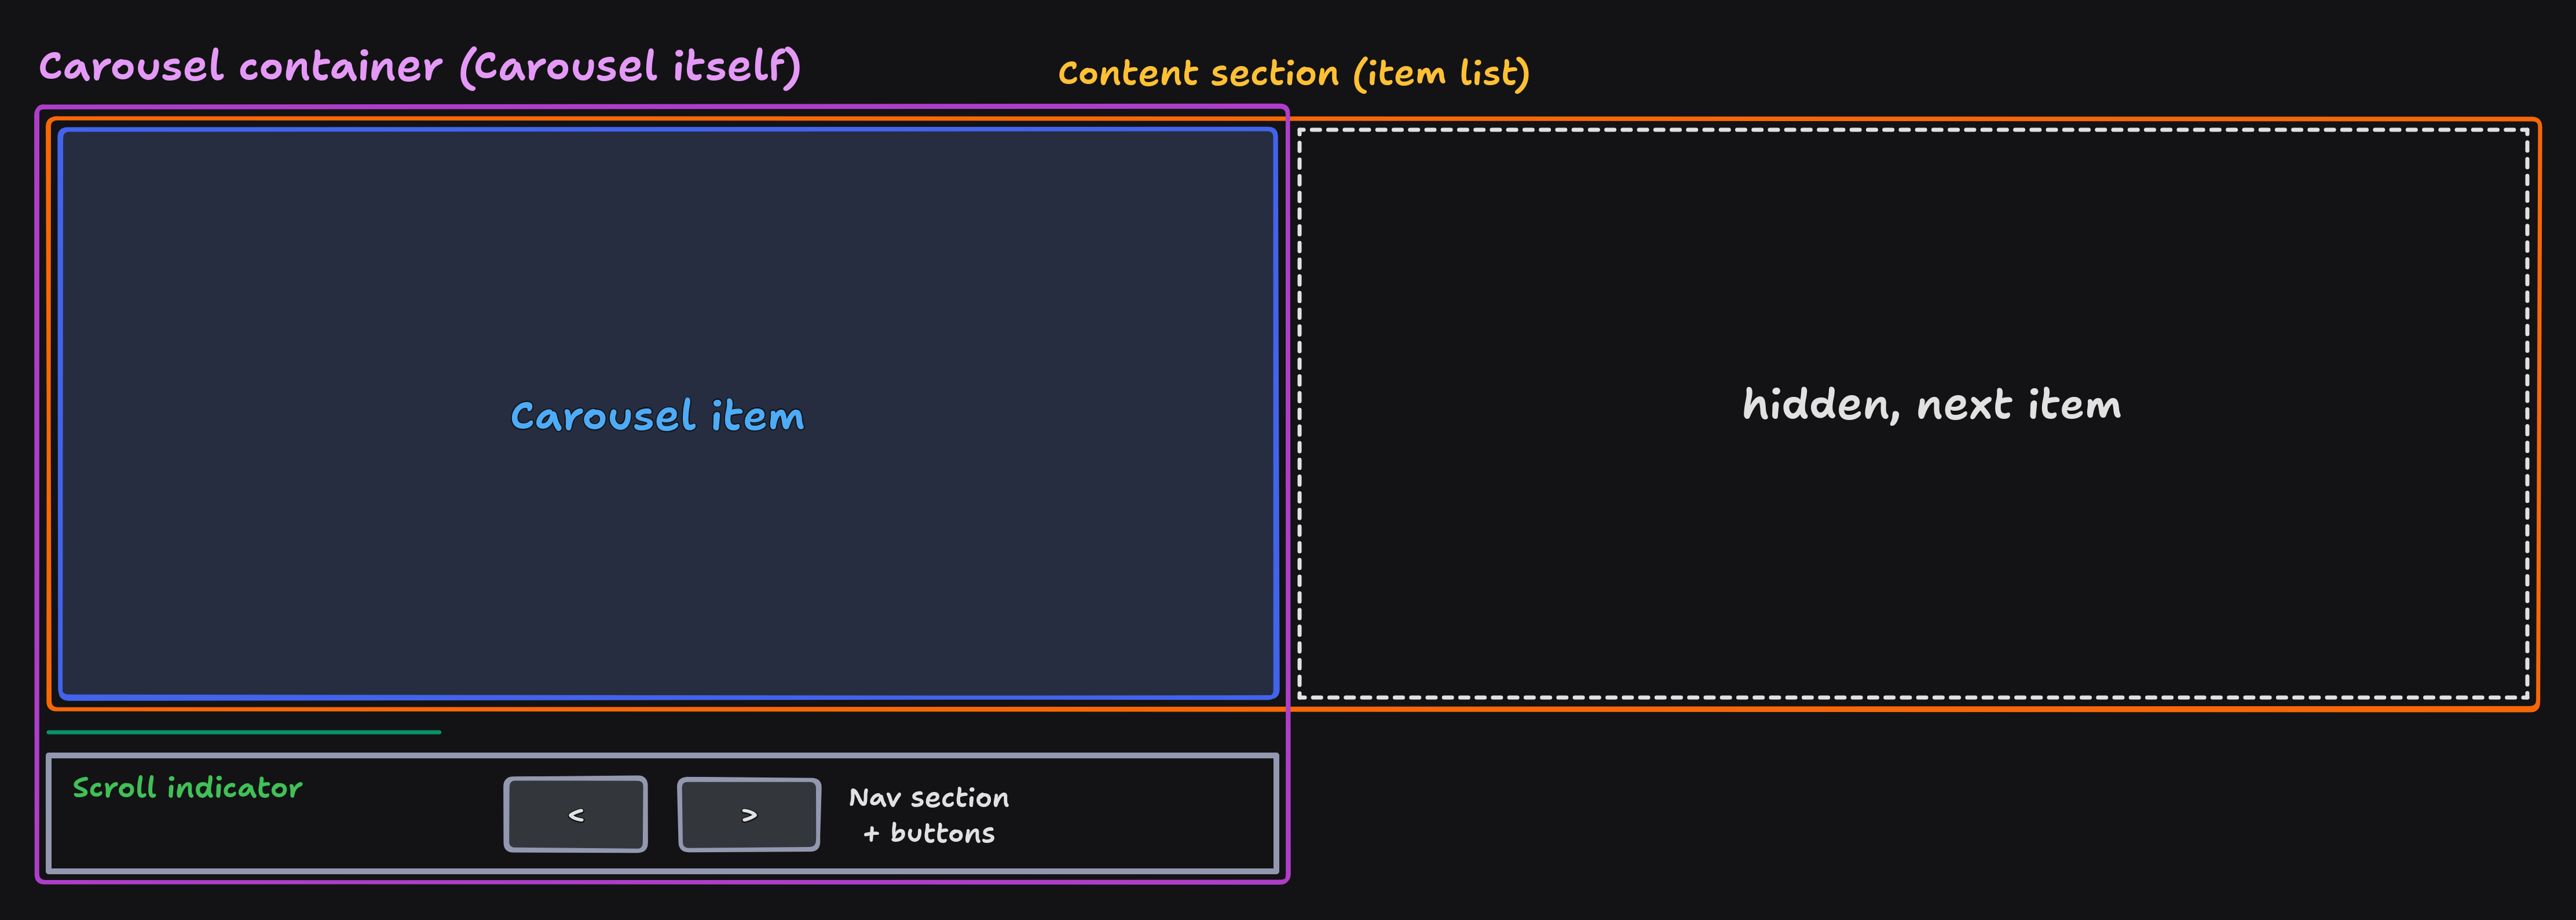 Carousel container (Carousel itself)
Content section (item list)
Carousel item
hidden, next item
Scroll indicator
<
>
Nav section
+ buttons